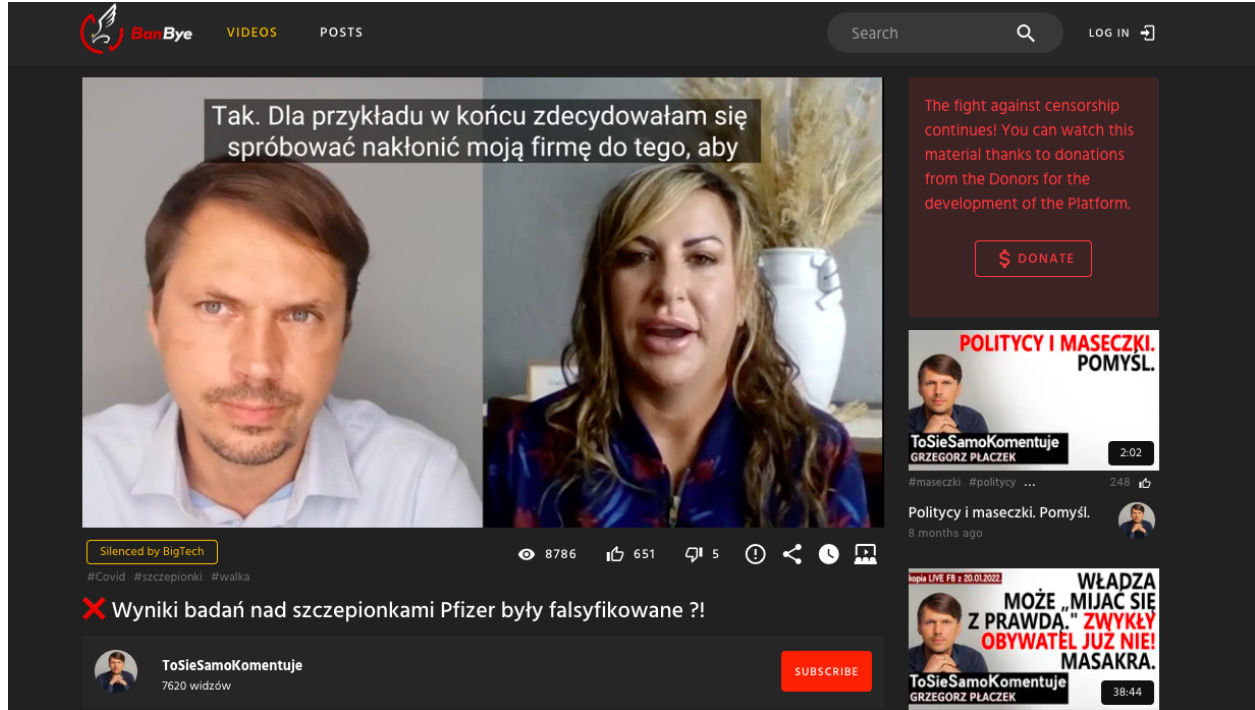 BanBye
VIDEOS
POSTS
Search
LOG IN
Tak. Dla przykładu w końcu zdecydowałam się
spróbować nakłonić moją firmę do tego, aby
Silenced by BigTech
8786
651
5
#Covid #szczepionki #walka
❌ Wyniki badań nad szczepionkami Pfizer były falsyfikowane ?!
ToSieSamoKomentuje
7620 widzów
SUBSCRIBE
The fight against censorship
continues! You can watch this
material thanks to donations
from the Donors for the
development of the Platform.
$ DONATE
POLITYCY I MASECZKI.
POMYŚL.
ToSieSamoKomentuje
GRZEGORZ PŁACZEK
2:02
#maseczki #politycy ...
248
Politycy i maseczki. Pomyśl.
8 months ago
kopia LIVE FB z 20.01.2022.
WŁADZA
MOŻE „MIJAĆ SIĘ
Z PRAWDĄ." ZWYKŁY
OBYWATEL JUŻ NIE!
MASAKRA.
ToSieSamoKomentuje
GRZEGORZ PŁACZEK
38:44